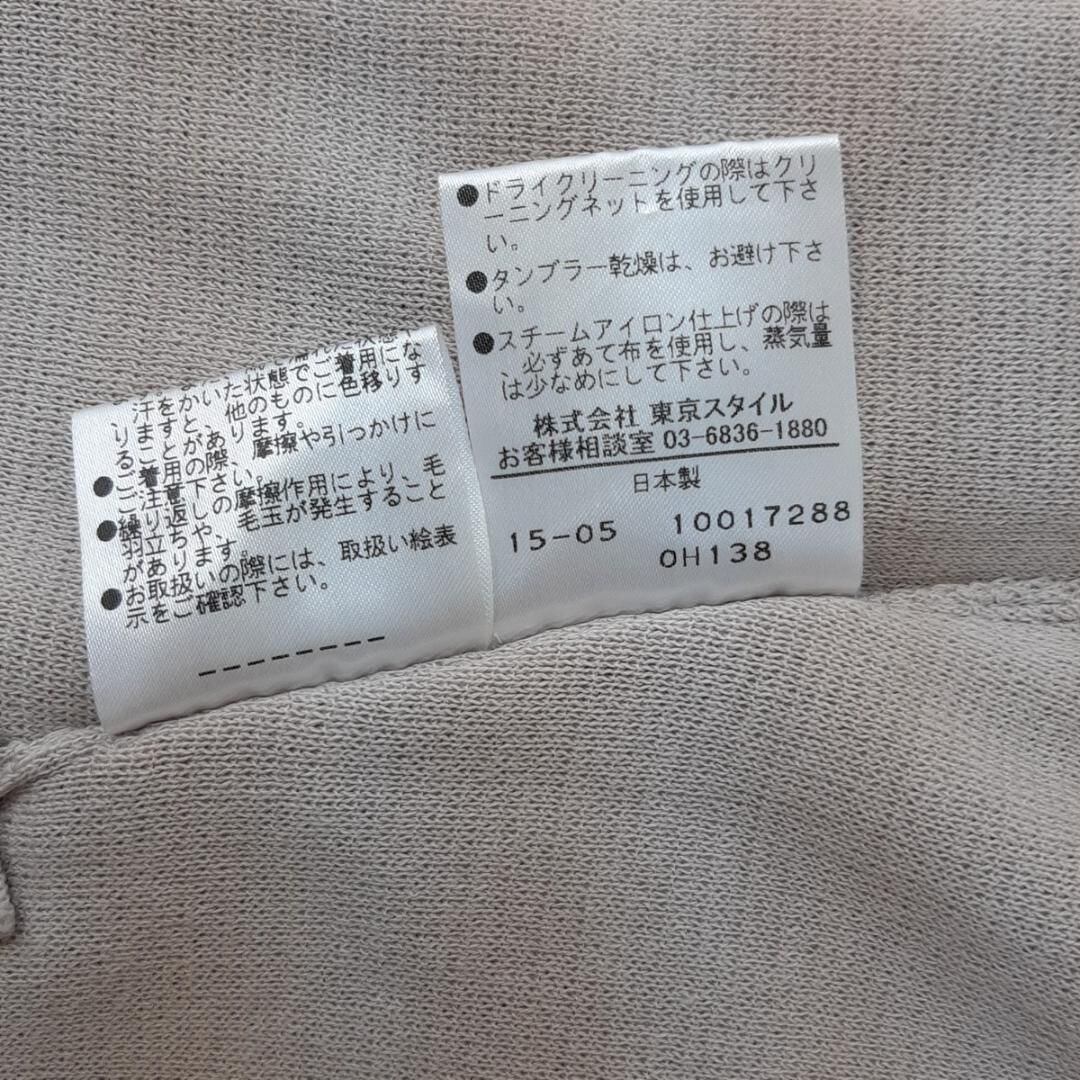 汗をかいた状態でご着用にな
りますと、他のものに色移りす
ることがあります。
●ご着用の際、摩擦や引っかけに
ご注意下さい。
●繰り返しの摩擦作用により、毛
羽立ちや、毛玉が発生すること
があります。
●お取扱いの際には、取扱い絵表
示をご確認下さい。
--------
●ドライクリーニングの際はクリ
ーニングネットを使用して下さ
い。
●タンブラー乾燥は、お避け下さ
い。
●スチームアイロン仕上げの際は
、必ずあて布を使用し、蒸気量
は少なめにして下さい。
株式会社 東京スタイル
お客様相談室 03-6836-1880
日本製
15-05 10017288
0H138